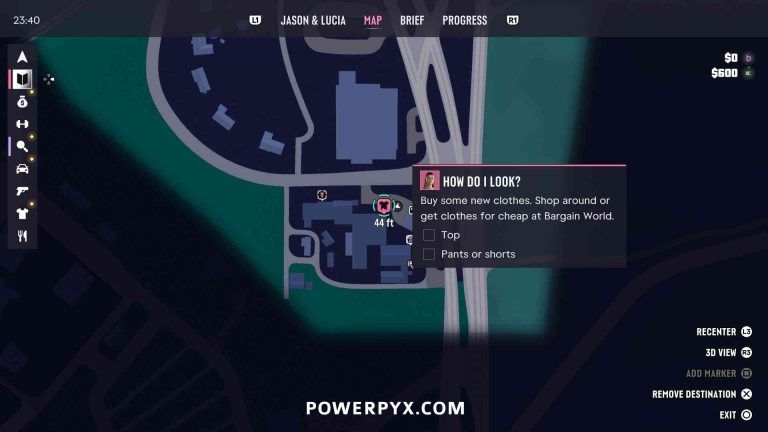 23:40
L1
JASON & LUCIA
MAP
BRIEF
PROGRESS
R1
$0
$600
HOW DO I LOOK?
Buy some new clothes. Shop around or
get clothes for cheap at Bargain World.
Top
Pants or shorts
44 ft
RECENTER L3
3D VIEW R3
ADD MARKER
REMOVE DESTINATION
EXIT
POWERPYX.COM